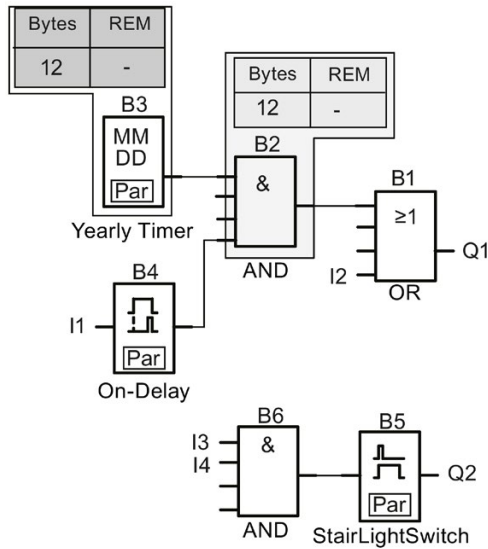 Bytes REM
12 -
B3
MM
DD
Par
Yearly Timer
Bytes REM
12 -
B2
&
AND
B1
≥1
I2
Q1
OR
B4
I1
Par
On-Delay
B6
I3
I4
&
AND
B5
Par
Q2
StairLightSwitch